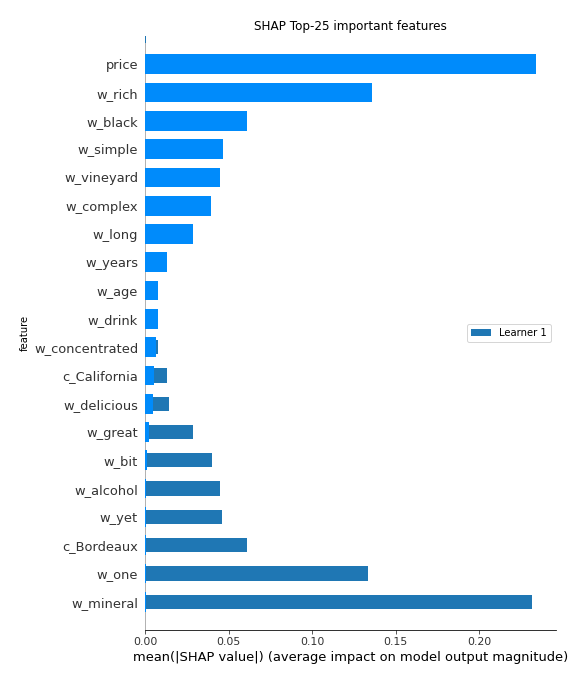 SHAP Top-25 important features
price
w_rich
w_black
w_simple
w_vineyard
w_complex
w_long
w_years
w_age
w_drink
w_concentrated
c_California
w_delicious
w_great
w_bit
w_alcohol
w_yet
c_Bordeaux
w_one
w_mineral
feature
Learner 1
0.00 0.05 0.10 0.15 0.20
mean(|SHAP value|) (average impact on model output magnitude)